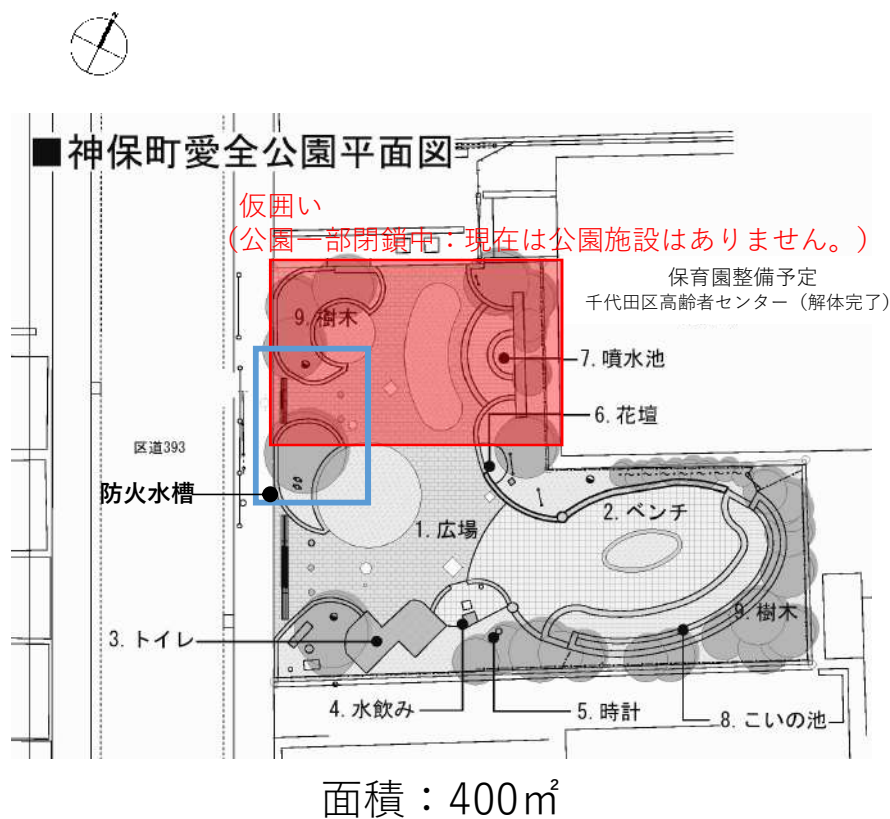 ■神保町愛全公園平面図
仮囲い
(公園一部閉鎖中：現在は公園施設はありません。)
保育園整備予定
千代田区高齢者センター（解体完了）
9. 樹木
7. 噴水池
6. 花壇
区道393
防火水槽
2. ベンチ
1. 広場
9. 樹木
3. トイレ
4. 水飲み
5. 時計
8. こいの池
面積：400㎡